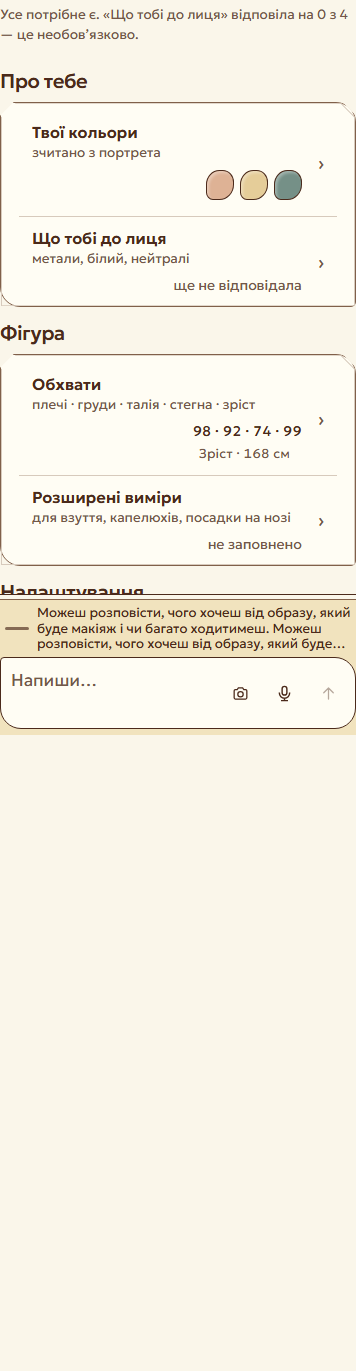 Усе потрібне є. «Що тобі до лиця» відповіла на 0 з 4
— це необов’язково.
Про тебе
Твої кольори
зчитано з портрета
›
Що тобі до лиця
метали, білий, нейтралі
›
ще не відповідала
Фігура
Обхвати
плечі · груди · талія · стегна · зріст
›
98 · 92 · 74 · 99
Зріст · 168 см
Розширені виміри
для взуття, капелюхів, посадки на нозі
›
не заповнено
Налаштування
Можеш розповісти, чого хочеш від образу, який
буде макіяж і чи багато ходитимеш. Можеш
розповісти, чого хочеш від образу, який буде…
Напиши…